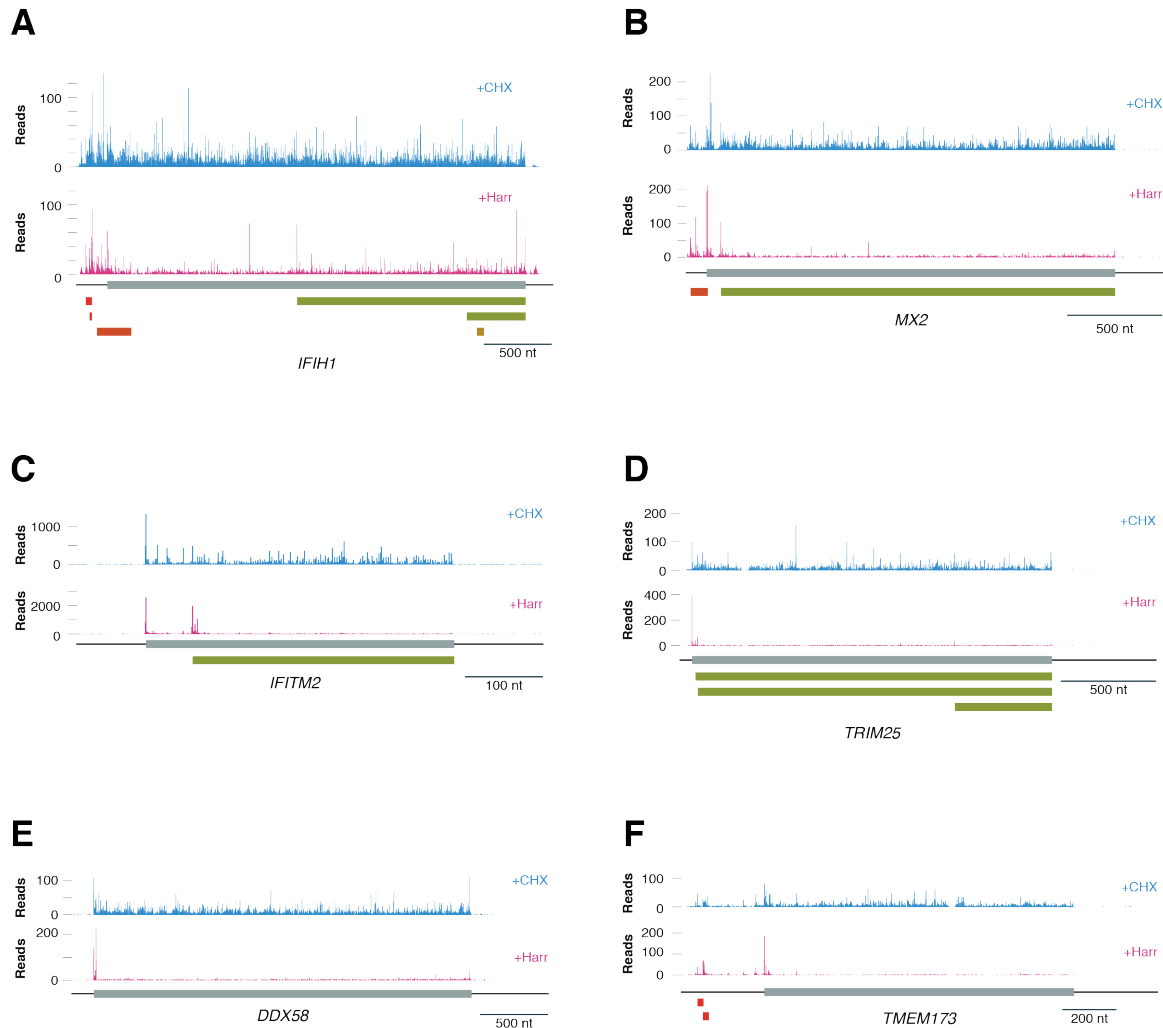 A
Reads
100
0
+CHX
Reads
100
0
+Harr
500 nt
IFIH1
B
Reads
200
100
0
+CHX
Reads
200
100
0
+Harr
MX2
500 nt
C
Reads
1000
0
+CHX
Reads
2000
0
+Harr
IFITM2
100 nt
D
Reads
200
100
0
+CHX
Reads
400
200
0
+Harr
500 nt
TRIM25
E
Reads
100
0
+CHX
Reads
200
0
+Harr
DDX58
500 nt
F
Reads
100
0
+CHX
Reads
200
100
0
+Harr
TMEM173
200 nt